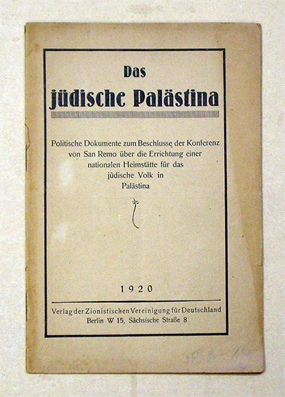 Das
jüdische Palästina
Politische Dokumente zum Beschlusse der Konferenz
von San Remo über die Errichtung einer
nationalen Heimstätte für das
jüdische Volk in
Palästina
1920
Verlag der Zionistischen Vereinigung für Deutschland
Berlin W 15, Sächsische Straße 8